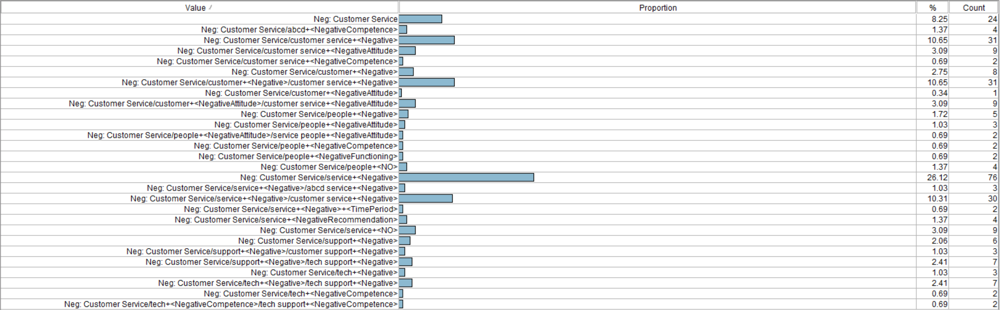 Value Proportion % Count
Neg: Customer Service 8.25 24
Neg: Customer Service/abcd+<NegativeCompetence> 1.37 4
Neg: Customer Service/customer service+<Negative> 10.65 31
Neg: Customer Service/customer service+<NegativeAttitude> 3.09 9
Neg: Customer Service/customer service+<NegativeCompetence> 0.69 2
Neg: Customer Service/customer+<Negative> 2.75 8
Neg: Customer Service/customer+<Negative>/customer service+<Negative> 10.65 31
Neg: Customer Service/customer+<NegativeAttitude> 0.34 1
Neg: Customer Service/customer+<NegativeAttitude>/customer service+<NegativeAttitude> 3.09 9
Neg: Customer Service/people+<Negative> 1.72 5
Neg: Customer Service/people+<NegativeAttitude> 1.03 3
Neg: Customer Service/people+<NegativeAttitude>/service people+<NegativeAttitude> 0.69 2
Neg: Customer Service/people+<NegativeCompetence> 0.69 2
Neg: Customer Service/people+<NegativeFunctioning> 0.69 2
Neg: Customer Service/people+<NO> 1.37 4
Neg: Customer Service/service+<Negative> 26.12 76
Neg: Customer Service/service+<Negative>/abcd service+<Negative> 1.03 3
Neg: Customer Service/service+<Negative>/customer service+<Negative> 10.31 30
Neg: Customer Service/service+<Negative>+<TimePeriod> 0.69 2
Neg: Customer Service/service+<NegativeRecommendation> 1.37 4
Neg: Customer Service/service+<NO> 3.09 9
Neg: Customer Service/support+<Negative> 2.06 6
Neg: Customer Service/support+<Negative>/customer support+<Negative> 1.03 3
Neg: Customer Service/support+<Negative>/tech support+<Negative> 2.41 7
Neg: Customer Service/tech+<Negative> 1.03 3
Neg: Customer Service/tech+<Negative>/tech support+<Negative> 2.41 7
Neg: Customer Service/tech+<NegativeCompetence> 0.69 2
Neg: Customer Service/tech+<NegativeCompetence>/tech support+<NegativeCompetence> 0.69 2